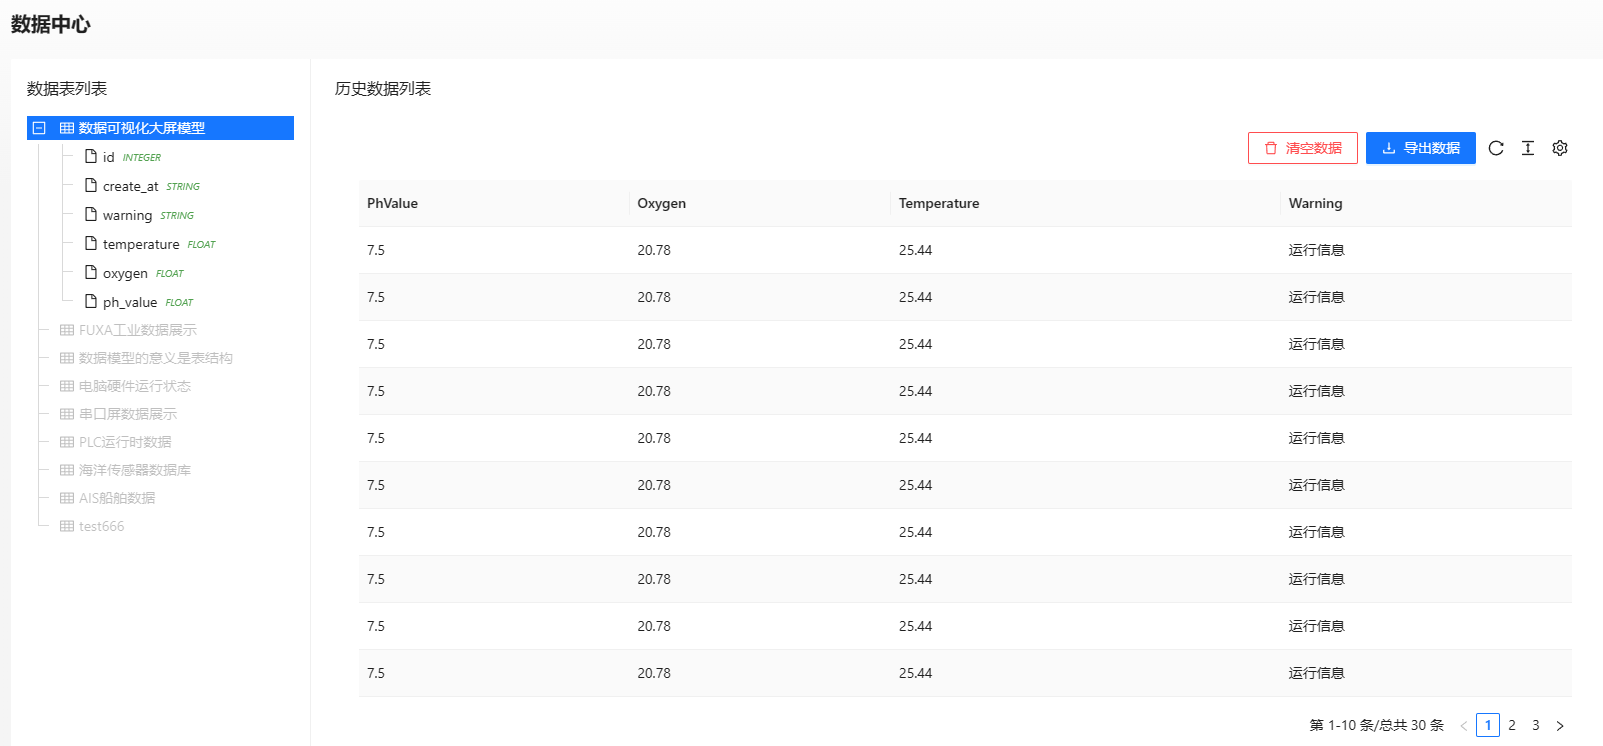 数据中心
数据表列表
数据可视化大屏模型
id INTEGER
create_at STRING
warning STRING
temperature FLOAT
oxygen FLOAT
ph_value FLOAT
FUXA工业数据展示
数据模型的意义是表结构
电脑硬件运行状态
串口屏数据展示
PLC运行时数据
海洋传感器数据库
AIS船舶数据
test666
历史数据列表
清空数据 导出数据
PhValue Oxygen Temperature Warning
7.5 20.78 25.44 运行信息
7.5 20.78 25.44 运行信息
7.5 20.78 25.44 运行信息
7.5 20.78 25.44 运行信息
7.5 20.78 25.44 运行信息
7.5 20.78 25.44 运行信息
7.5 20.78 25.44 运行信息
7.5 20.78 25.44 运行信息
7.5 20.78 25.44 运行信息
7.5 20.78 25.44 运行信息
第 1-10 条/总共 30 条 < 1 2 3 >